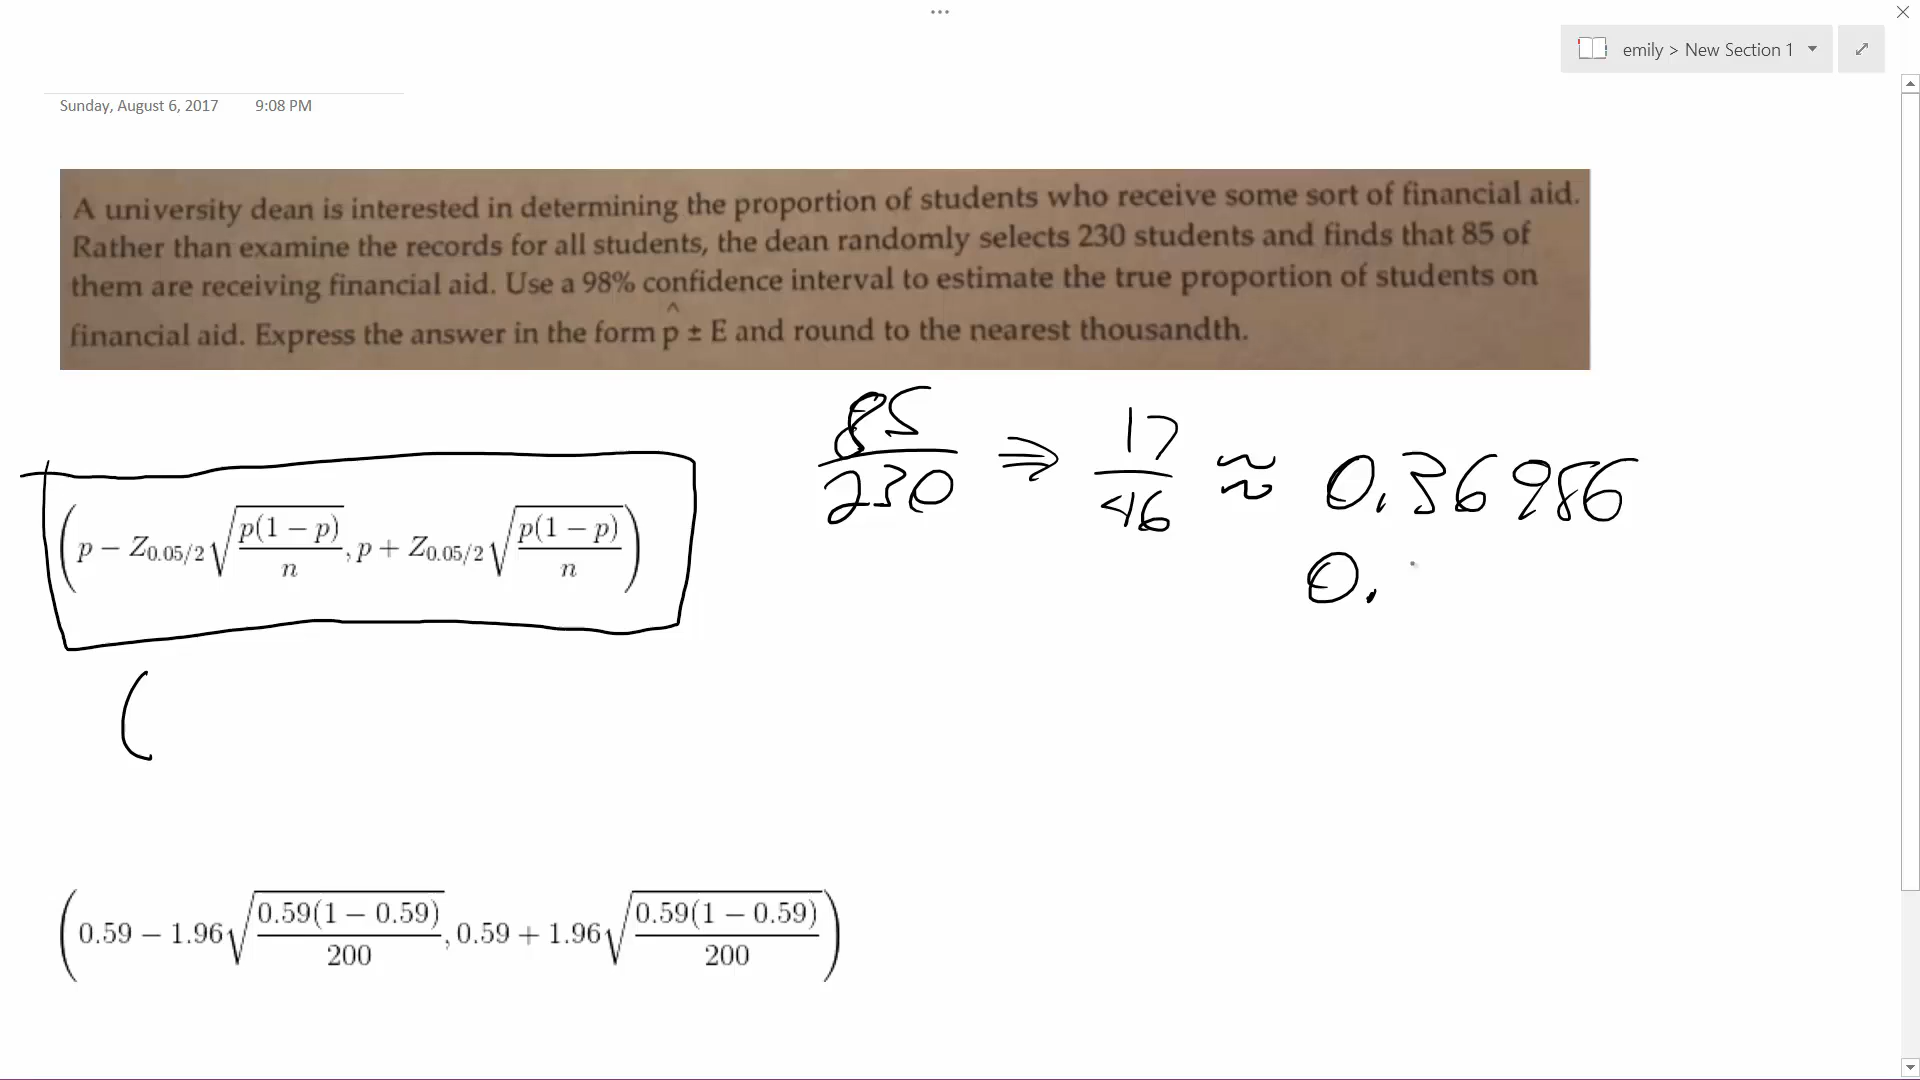 emily > New Section 1
Sunday, August 6, 2017 9:08 PM
A university dean is interested in determining the proportion of students who receive some sort of financial aid.
Rather than examine the records for all students, the dean randomly selects 230 students and finds that 85 of
them are receiving financial aid. Use a 98% confidence interval to estimate the true proportion of students on
financial aid. Express the answer in the form p̂ ± E and round to the nearest thousandth.
85/230 ⇒ 17/46 ≈ 0.36986
0.
(p − Z₀.₀₅/₂ √(p(1 − p)/n), p + Z₀.₀₅/₂ √(p(1 − p)/n))
(
(0.59 − 1.96 √(0.59(1 − 0.59)/200), 0.59 + 1.96 √(0.59(1 − 0.59)/200))